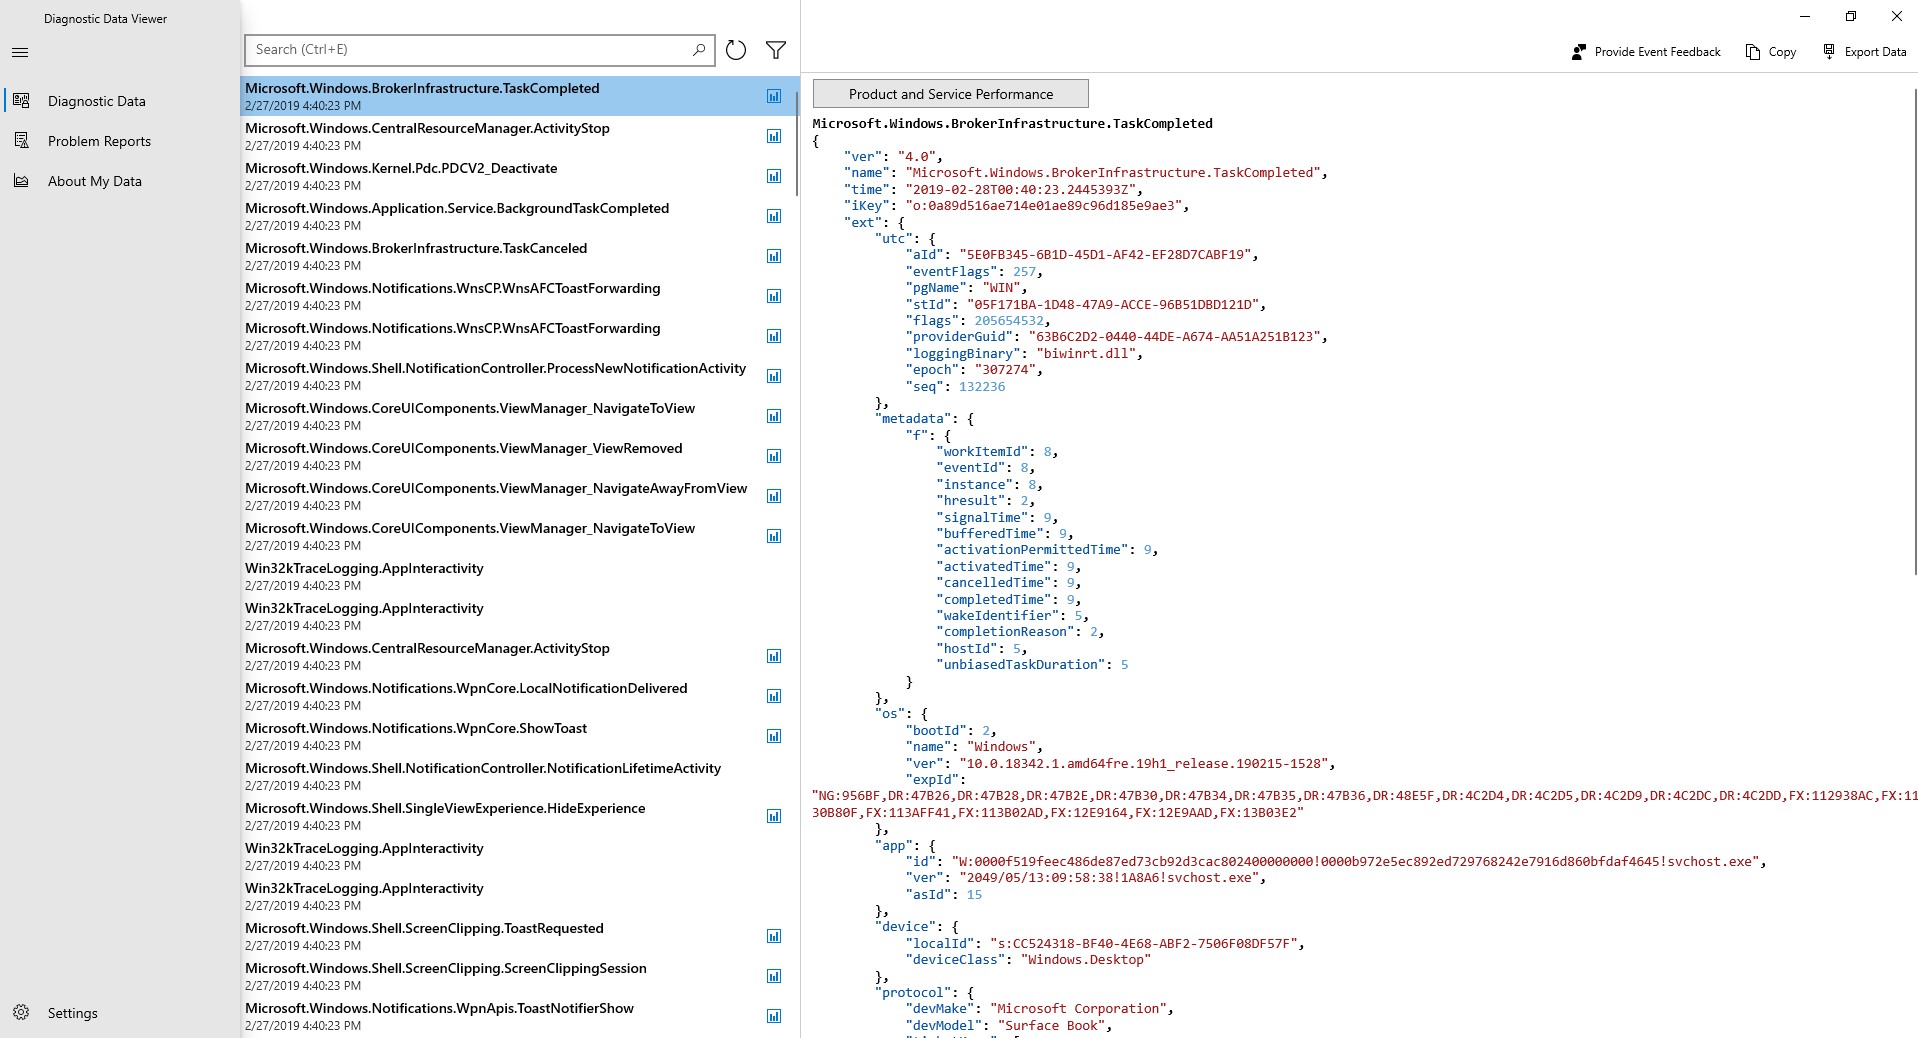 Diagnostic Data Viewer
Diagnostic Data
Problem Reports
About My Data
Settings
Search (Ctrl+E)
Microsoft.Windows.BrokerInfrastructure.TaskCompleted
2/27/2019 4:40:23 PM
Microsoft.Windows.CentralResourceManager.ActivityStop
2/27/2019 4:40:23 PM
Microsoft.Windows.Kernel.Pdc.PDCV2_Deactivate
2/27/2019 4:40:23 PM
Microsoft.Windows.Application.Service.BackgroundTaskCompleted
2/27/2019 4:40:23 PM
Microsoft.Windows.BrokerInfrastructure.TaskCanceled
2/27/2019 4:40:23 PM
Microsoft.Windows.Notifications.WnsCP.WnsAFCToastForwarding
2/27/2019 4:40:23 PM
Microsoft.Windows.Notifications.WnsCP.WnsAFCToastForwarding
2/27/2019 4:40:23 PM
Microsoft.Windows.Shell.NotificationController.ProcessNewNotificationActivity
2/27/2019 4:40:23 PM
Microsoft.Windows.CoreUIComponents.ViewManager_NavigateToView
2/27/2019 4:40:23 PM
Microsoft.Windows.CoreUIComponents.ViewManager_ViewRemoved
2/27/2019 4:40:23 PM
Microsoft.Windows.CoreUIComponents.ViewManager_NavigateAwayFromView
2/27/2019 4:40:23 PM
Microsoft.Windows.CoreUIComponents.ViewManager_NavigateToView
2/27/2019 4:40:23 PM
Win32kTraceLogging.AppInteractivity
2/27/2019 4:40:23 PM
Win32kTraceLogging.AppInteractivity
2/27/2019 4:40:23 PM
Microsoft.Windows.CentralResourceManager.ActivityStop
2/27/2019 4:40:23 PM
Microsoft.Windows.Notifications.WpnCore.LocalNotificationDelivered
2/27/2019 4:40:23 PM
Microsoft.Windows.Notifications.WpnCore.ShowToast
2/27/2019 4:40:23 PM
Microsoft.Windows.Shell.NotificationController.NotificationLifetimeActivity
2/27/2019 4:40:23 PM
Microsoft.Windows.Shell.SingleViewExperience.HideExperience
2/27/2019 4:40:23 PM
Win32kTraceLogging.AppInteractivity
2/27/2019 4:40:23 PM
Win32kTraceLogging.AppInteractivity
2/27/2019 4:40:23 PM
Microsoft.Windows.Shell.ScreenClipping.ToastRequested
2/27/2019 4:40:23 PM
Microsoft.Windows.Shell.ScreenClipping.ScreenClippingSession
2/27/2019 4:40:23 PM
Microsoft.Windows.Notifications.WpnApis.ToastNotifierShow
2/27/2019 4:40:23 PM
Provide Event Feedback
Copy
Export Data
Product and Service Performance
Microsoft.Windows.BrokerInfrastructure.TaskCompleted
{
"ver": "4.0",
"name": "Microsoft.Windows.BrokerInfrastructure.TaskCompleted",
"time": "2019-02-28T00:40:23.2445393Z",
"iKey": "o:0a89d516ae714e01ae89c96d185e9ae3",
"ext": {
"utc": {
"aId": "5E0FB345-6B1D-45D1-AF42-EF28D7CABF19",
"eventFlags": 257,
"pgName": "WIN",
"stId": "05F171BA-1D48-47A9-ACCE-96B51DBD121D",
"flags": 205654532,
"providerGuid": "63B6C2D2-0440-44DE-A674-AA51A251B123",
"loggingBinary": "biwinrt.dll",
"epoch": "307274",
"seq": 132236
},
"metadata": {
"f": {
"workItemId": 8,
"eventId": 8,
"instance": 8,
"hresult": 2,
"signalTime": 9,
"bufferedTime": 9,
"activationPermittedTime": 9,
"activatedTime": 9,
"cancelledTime": 9,
"completedTime": 9,
"wakeIdentifier": 5,
"completionReason": 2,
"hostId": 5,
"unbiasedTaskDuration": 5
}
},
"os": {
"bootId": 2,
"name": "Windows",
"ver": "10.0.18342.1.amd64fre.19h1_release.190215-1528",
"expId":
"NG:956BF,DR:47B26,DR:47B28,DR:47B2E,DR:47B30,DR:47B34,DR:47B35,DR:47B36,DR:48E5F,DR:4C2D4,DR:4C2D5,DR:4C2D9,DR:4C2DC,DR:4C2DD,FX:112938AC,FX:11
30B80F,FX:113AFF41,FX:113B02AD,FX:12E9164,FX:12E9AAD,FX:13B03E2"
},
"app": {
"id": "W:0000f519feec486de87ed73cb92d3cac802400000000!0000b972e5ec892ed729768242e7916d860bfdaf4645!svchost.exe",
"ver": "2049/05/13:09:58:38!1A8A6!svchost.exe",
"asId": 15
},
"device": {
"localId": "s:CC524318-BF40-4E68-ABF2-7506F08DF57F",
"deviceClass": "Windows.Desktop"
},
"protocol": {
"devMake": "Microsoft Corporation",
"devModel": "Surface Book",